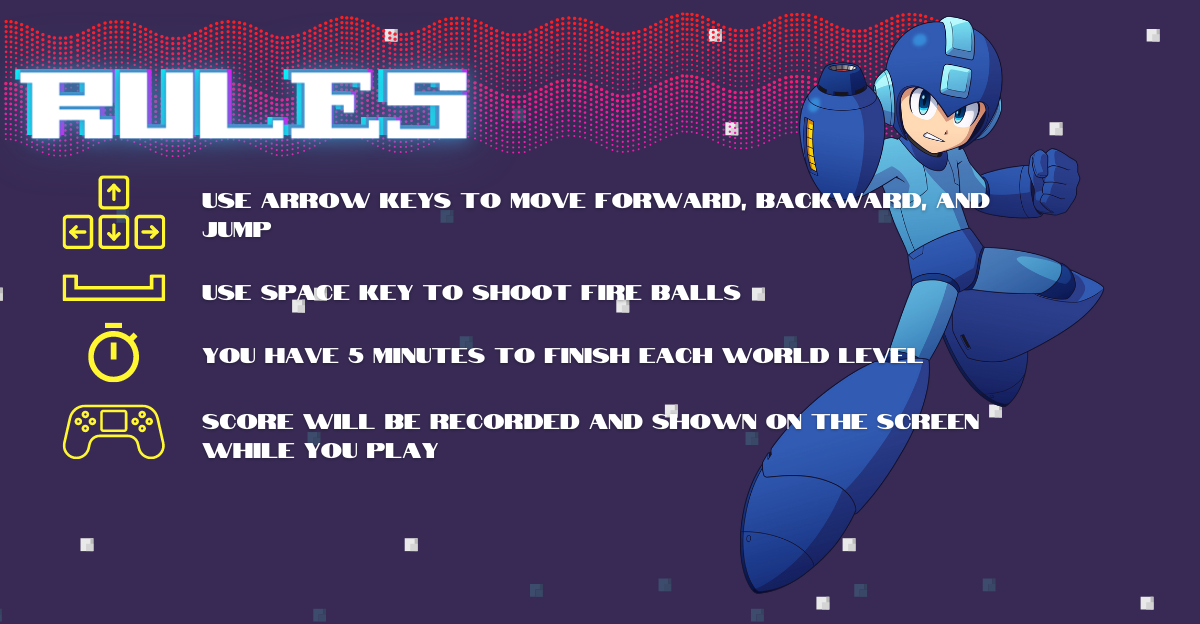 RULES
USE ARROW KEYS TO MOVE FORWARD, BACKWARD, AND
JUMP
USE SPACE KEY TO SHOOT FIRE BALLS
YOU HAVE 5 MINUTES TO FINISH EACH WORLD LEVEL
SCORE WILL BE RECORDED AND SHOWN ON THE SCREEN
WHILE YOU PLAY